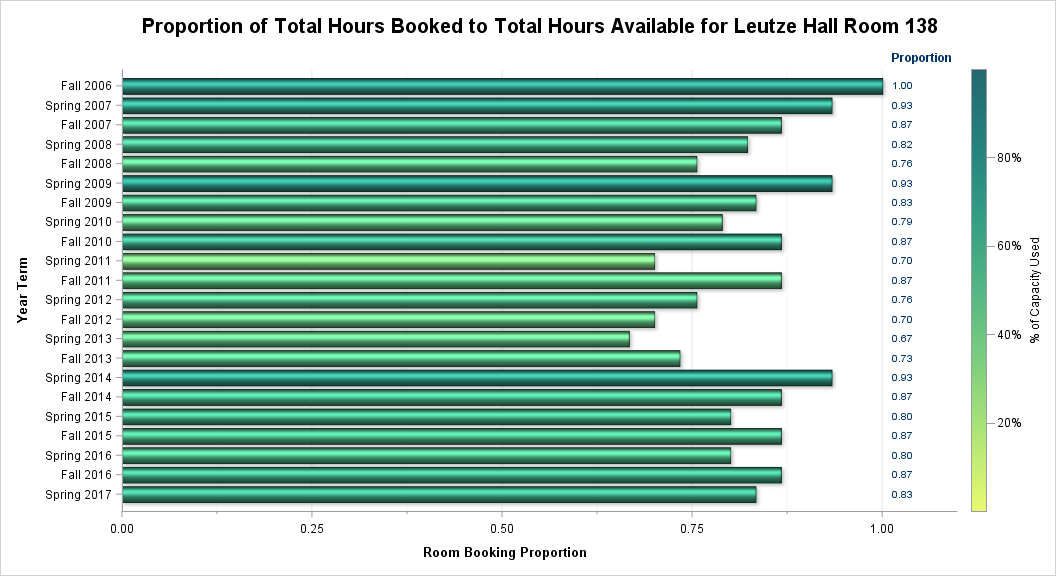 Proportion of Total Hours Booked to Total Hours Available for Leutze Hall Room 138
Proportion
Fall 2006 1.00
Spring 2007 0.93
Fall 2007 0.87
Spring 2008 0.82
Fall 2008 0.76
Spring 2009 0.93
Fall 2009 0.83
Spring 2010 0.79
Fall 2010 0.87
Spring 2011 0.70
Fall 2011 0.87
Spring 2012 0.76
Fall 2012 0.70
Spring 2013 0.67
Fall 2013 0.73
Spring 2014 0.93
Fall 2014 0.87
Spring 2015 0.80
Fall 2015 0.87
Spring 2016 0.80
Fall 2016 0.87
Spring 2017 0.83
Year Term
0.00 0.25 0.50 0.75 1.00
Room Booking Proportion
80%
60%
40%
20%
% of Capacity Used